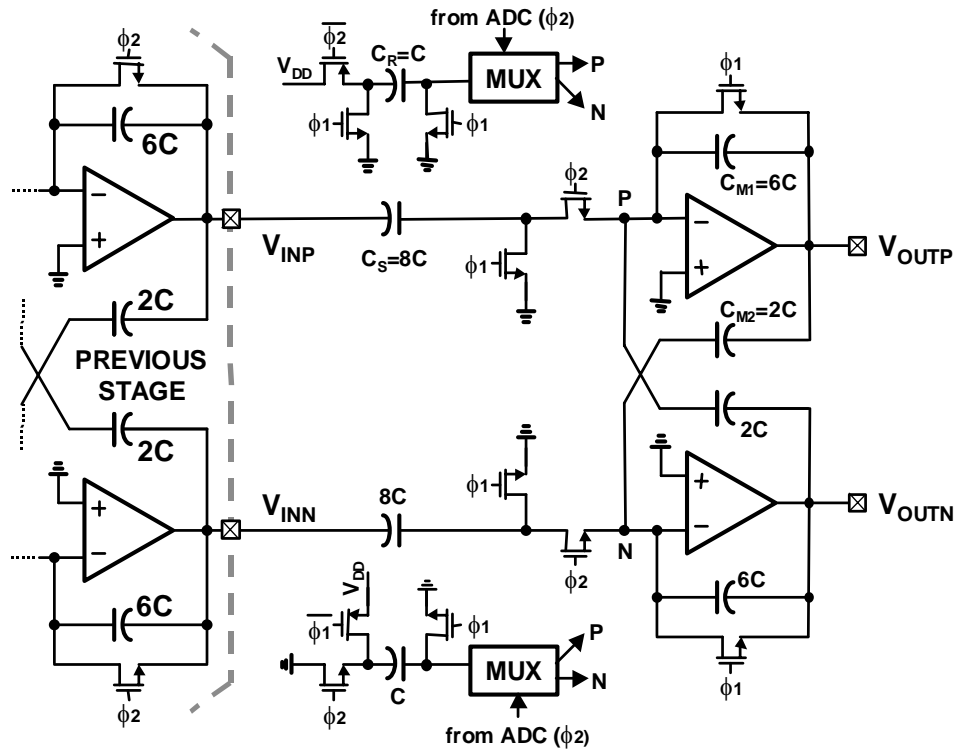 from ADC (ϕ2)
ϕ2
ϕ2
C_R=C
V_DD
MUX
P
N
ϕ1
ϕ1
ϕ1
6C
C_M1=6C
ϕ2
P
V_INP
C_S=8C
ϕ1
V_OUTP
2C
C_M2=2C
PREVIOUS
STAGE
2C
2C
ϕ1
V_INN
8C
V_OUTN
N
ϕ2
6C
V_DD
6C
ϕ1
ϕ1
P
MUX
N
ϕ2
ϕ2
C
ϕ1
from ADC (ϕ2)